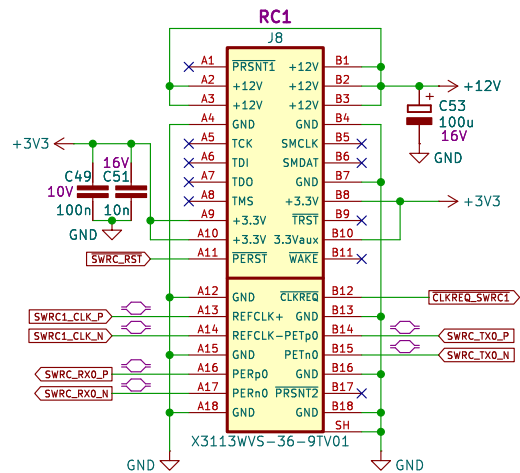 RC1
J8
A1 PRSNT1 +12V B1
A2 +12V +12V B2 +12V
A3 +12V +12V B3
C53
100u
16V
GND
A4 GND GND B4
+3V3 A5 TCK SMCLK B5
16V A6 TDI SMDAT B6
C49 C51
10V A7 TDO GND B7
100n 10n A8 TMS +3.3V B8 +3V3
A9 +3.3V TRST B9
GND A10 +3.3V 3.3Vaux B10
SWRC_RST A11 PERST WAKE B11
A12 GND CLKREQ B12 CLKREQ_SWRC1
SWRC1_CLK_P A13 REFCLK+ GND B13
SWRC1_CLK_N A14 REFCLK- PETp0 B14 SWRC_TX0_P
A15 GND PETn0 B15 SWRC_TX0_N
SWRC_RX0_P A16 PERp0 GND B16
SWRC_RX0_N A17 PERn0 PRSNT2 B17
A18 GND GND B18
SH
X3113WVS-36-9TV01
GND GND